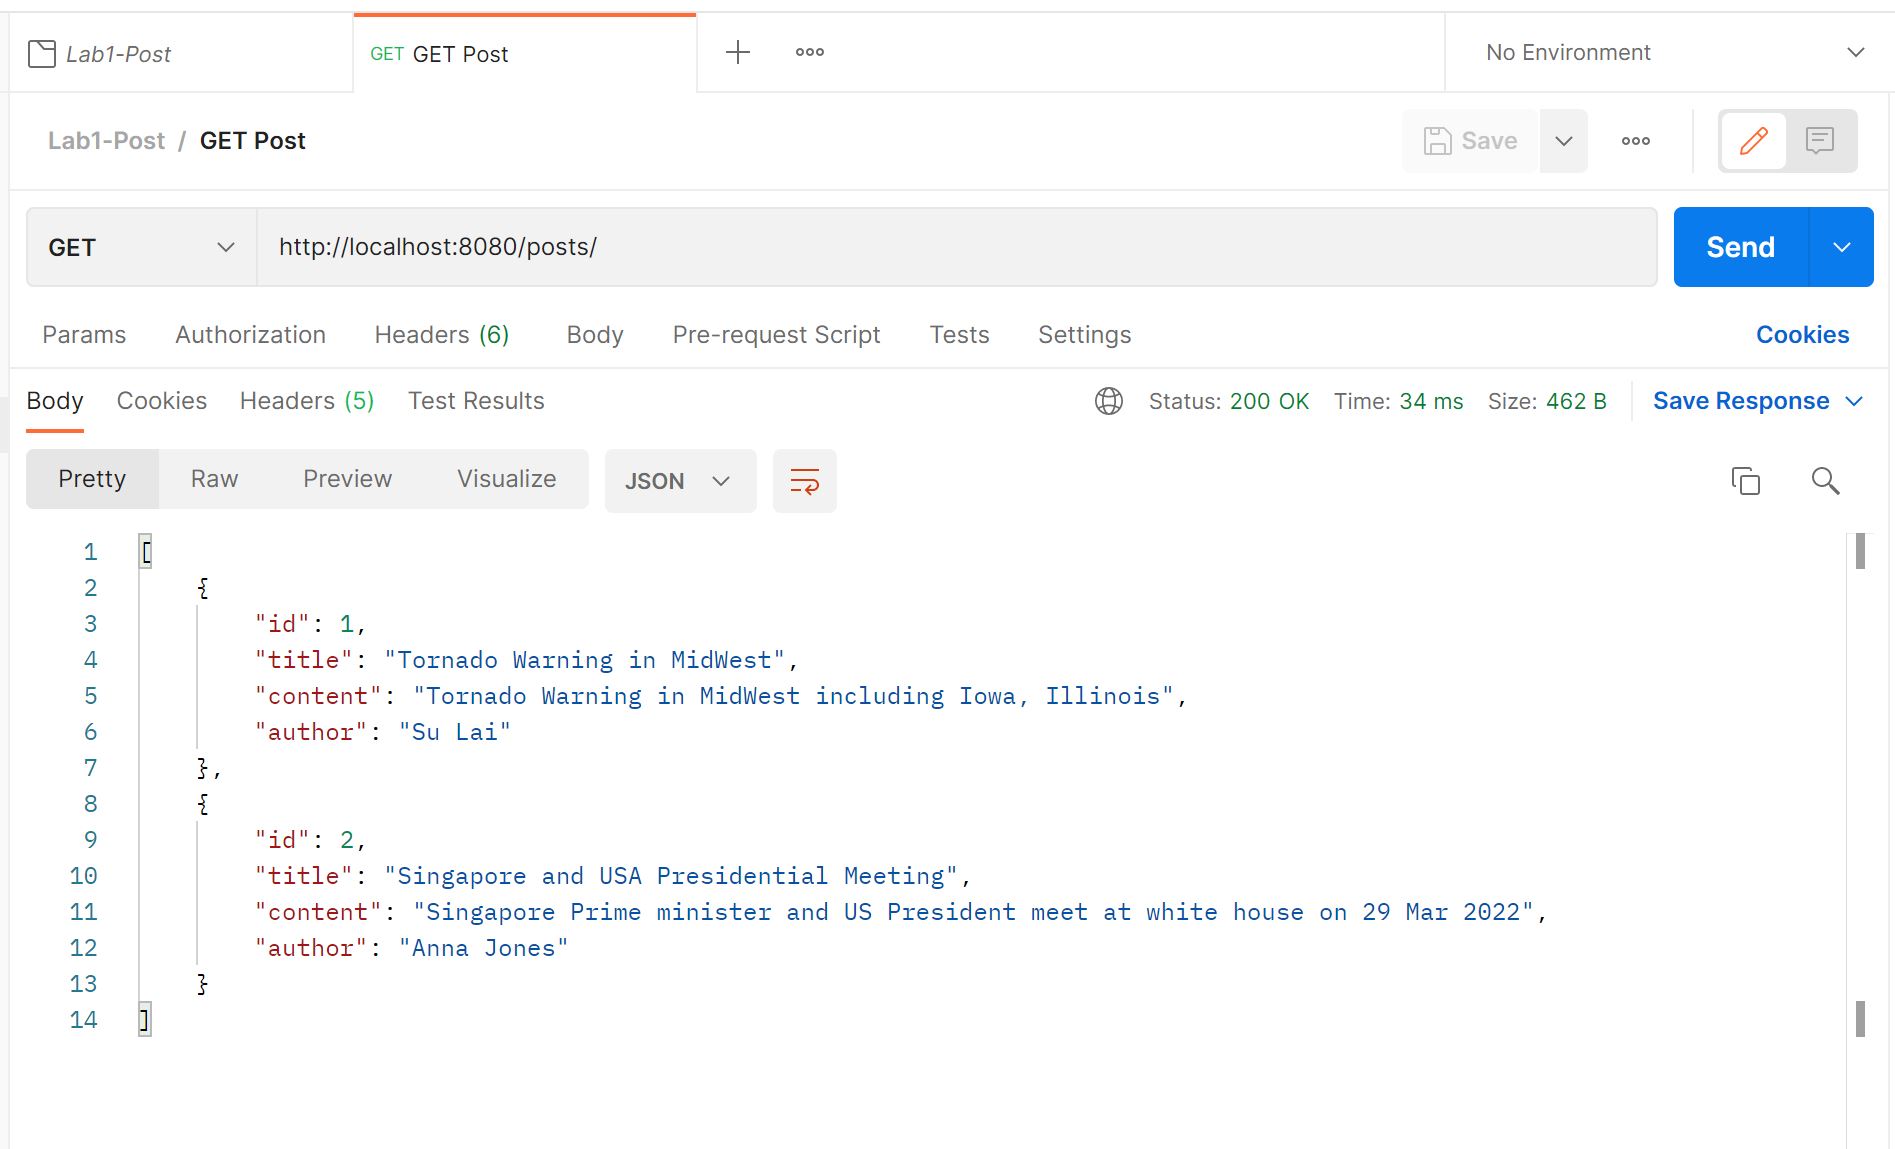 Lab1-Post GET GET Post No Environment
Lab1-Post / GET Post Save
GET http://localhost:8080/posts/ Send
Params Authorization Headers (6) Body Pre-request Script Tests Settings Cookies
Body Cookies Headers (5) Test Results Status: 200 OK Time: 34 ms Size: 462 B Save Response
Pretty Raw Preview Visualize JSON
1 [
2 {
3 "id": 1,
4 "title": "Tornado Warning in MidWest",
5 "content": "Tornado Warning in MidWest including Iowa, Illinois",
6 "author": "Su Lai"
7 },
8 {
9 "id": 2,
10 "title": "Singapore and USA Presidential Meeting",
11 "content": "Singapore Prime minister and US President meet at white house on 29 Mar 2022",
12 "author": "Anna Jones"
13 }
14 ]